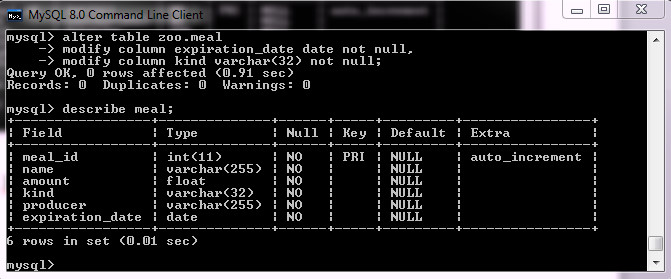 MySQL 8.0 Command Line Client
mysql> alter table zoo.meal
    -> modify column expiration_date date not null,
    -> modify column kind varchar(32) not null;
Query OK, 0 rows affected (0.91 sec)
Records: 0  Duplicates: 0  Warnings: 0
mysql> describe meal;
+-----------------+--------------+------+-----+---------+----------------+
| Field           | Type         | Null | Key | Default | Extra          |
+-----------------+--------------+------+-----+---------+----------------+
| meal_id         | int(11)      | NO   | PRI | NULL    | auto_increment |
| name            | varchar(255) | NO   |     | NULL    |                |
| amount          | float        | NO   |     | NULL    |                |
| kind            | varchar(32)  | NO   |     | NULL    |                |
| producer        | varchar(255) | NO   |     | NULL    |                |
| expiration_date | date         | NO   |     | NULL    |                |
+-----------------+--------------+------+-----+---------+----------------+
6 rows in set (0.01 sec)
mysql>